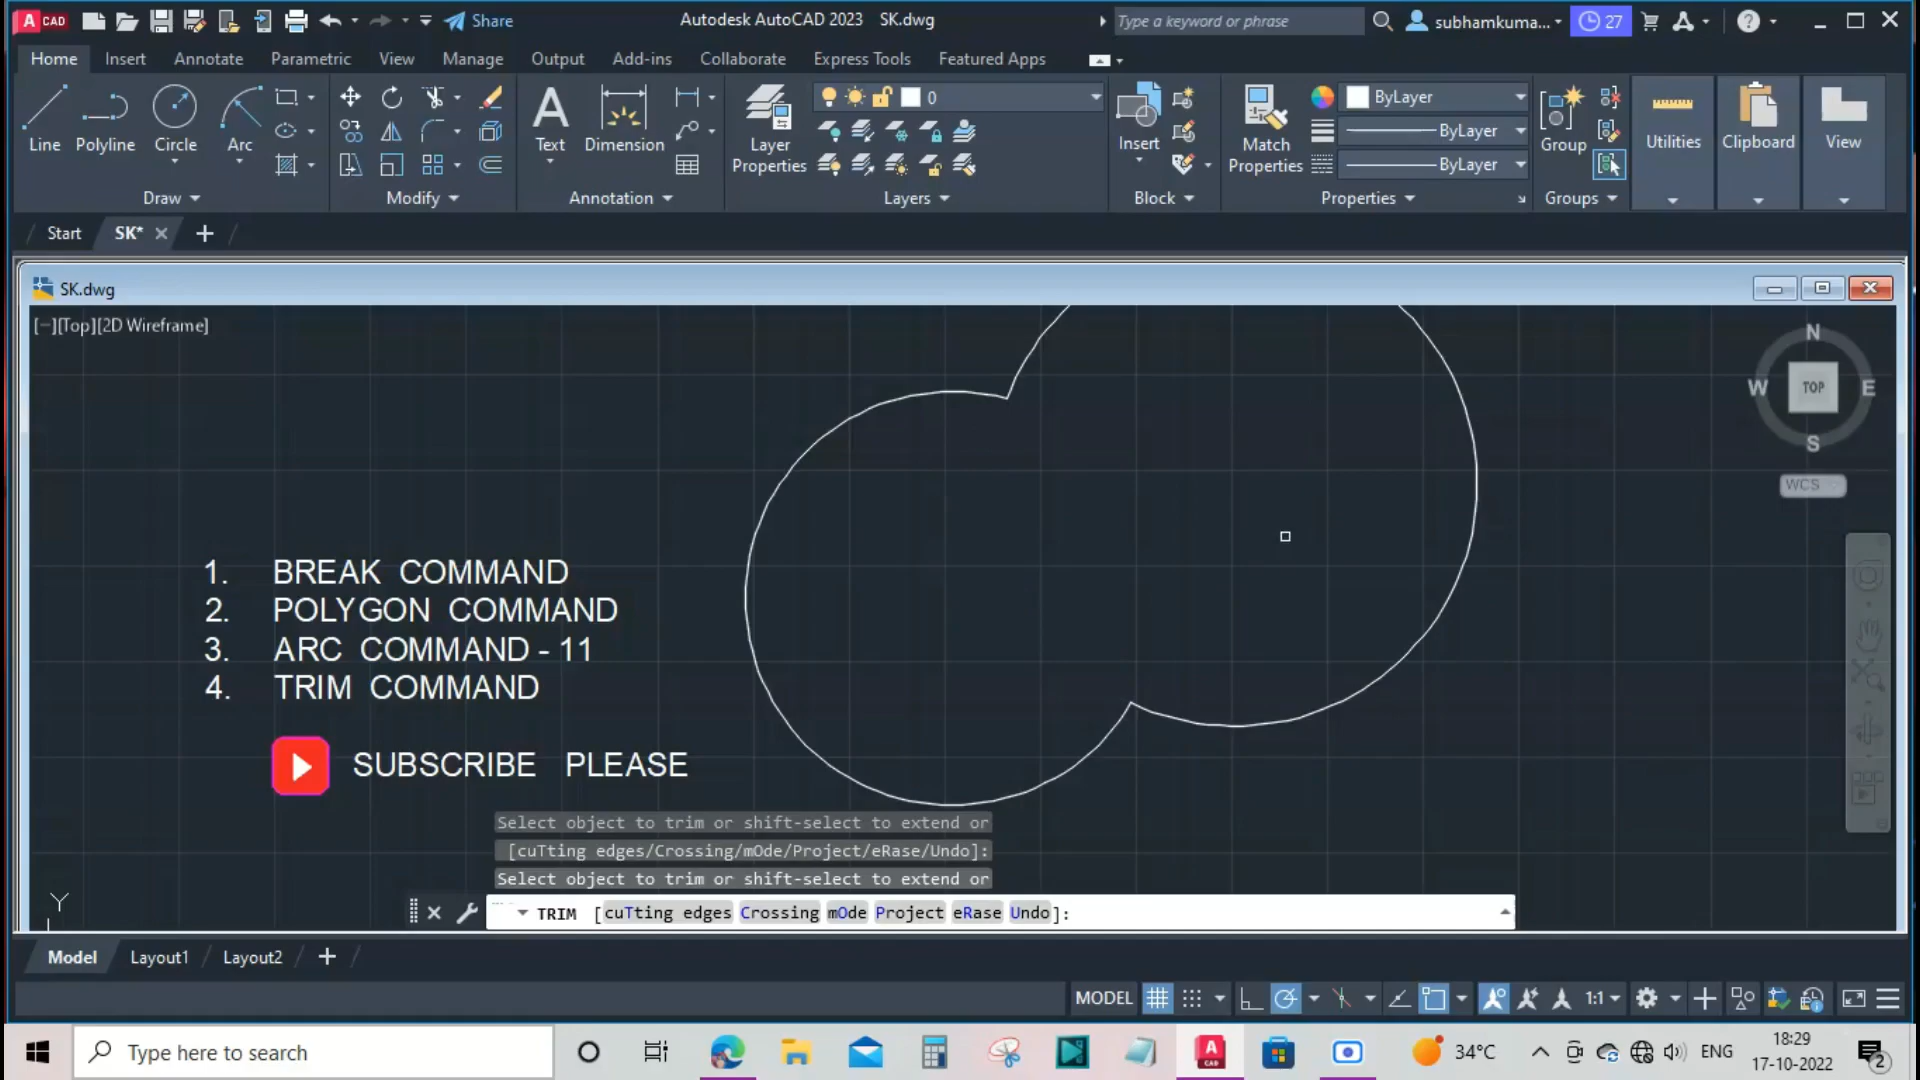 A CAD
Share
Autodesk AutoCAD 2023 SK.dwg
Type a keyword or phrase
subhamkuma...
27
Home Insert Annotate Parametric View Manage Output Add-ins Collaborate Express Tools Featured Apps
Line Polyline Circle Arc
Text Dimension
Layer Properties
0
Insert
Match Properties
ByLayer
ByLayer
ByLayer
Group
Utilities
Clipboard
View
Draw Modify Annotation Layers Block Properties Groups
Start SK*
SK.dwg
[−][Top][2D Wireframe]
N
W TOP E
S
WCS
1. BREAK COMMAND
2. POLYGON COMMAND
3. ARC COMMAND - 11
4. TRIM COMMAND
SUBSCRIBE PLEASE
Select object to trim or shift-select to extend or
[cuTting edges/Crossing/mOde/Project/eRase/Undo]:
Select object to trim or shift-select to extend or
Y
TRIM [cuTting edges Crossing mOde Project eRase Undo]:
Model Layout1 Layout2
MODEL
1:1
Type here to search
A CAD
34°C
ENG
18:29
17-10-2022
2